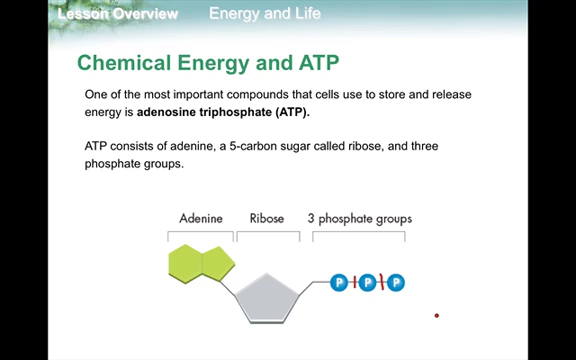 Lesson Overview Energy and Life
Chemical Energy and ATP
One of the most important compounds that cells use to store and release
energy is adenosine triphosphate (ATP).
ATP consists of adenine, a 5-carbon sugar called ribose, and three
phosphate groups.
Adenine Ribose 3 phosphate groups
P P P